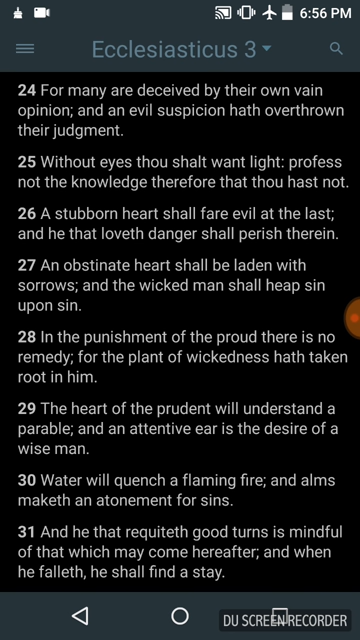 6:56 PM
Ecclesiasticus 3
24 For many are deceived by their own vain
opinion; and an evil suspicion hath overthrown
their judgment.
25 Without eyes thou shalt want light: profess
not the knowledge therefore that thou hast not.
26 A stubborn heart shall fare evil at the last;
and he that loveth danger shall perish therein.
27 An obstinate heart shall be laden with
sorrows; and the wicked man shall heap sin
upon sin.
28 In the punishment of the proud there is no
remedy; for the plant of wickedness hath taken
root in him.
29 The heart of the prudent will understand a
parable; and an attentive ear is the desire of a
wise man.
30 Water will quench a flaming fire; and alms
maketh an atonement for sins.
31 And he that requiteth good turns is mindful
of that which may come hereafter; and when
he falleth, he shall find a stay.
DU SCREEN RECORDER